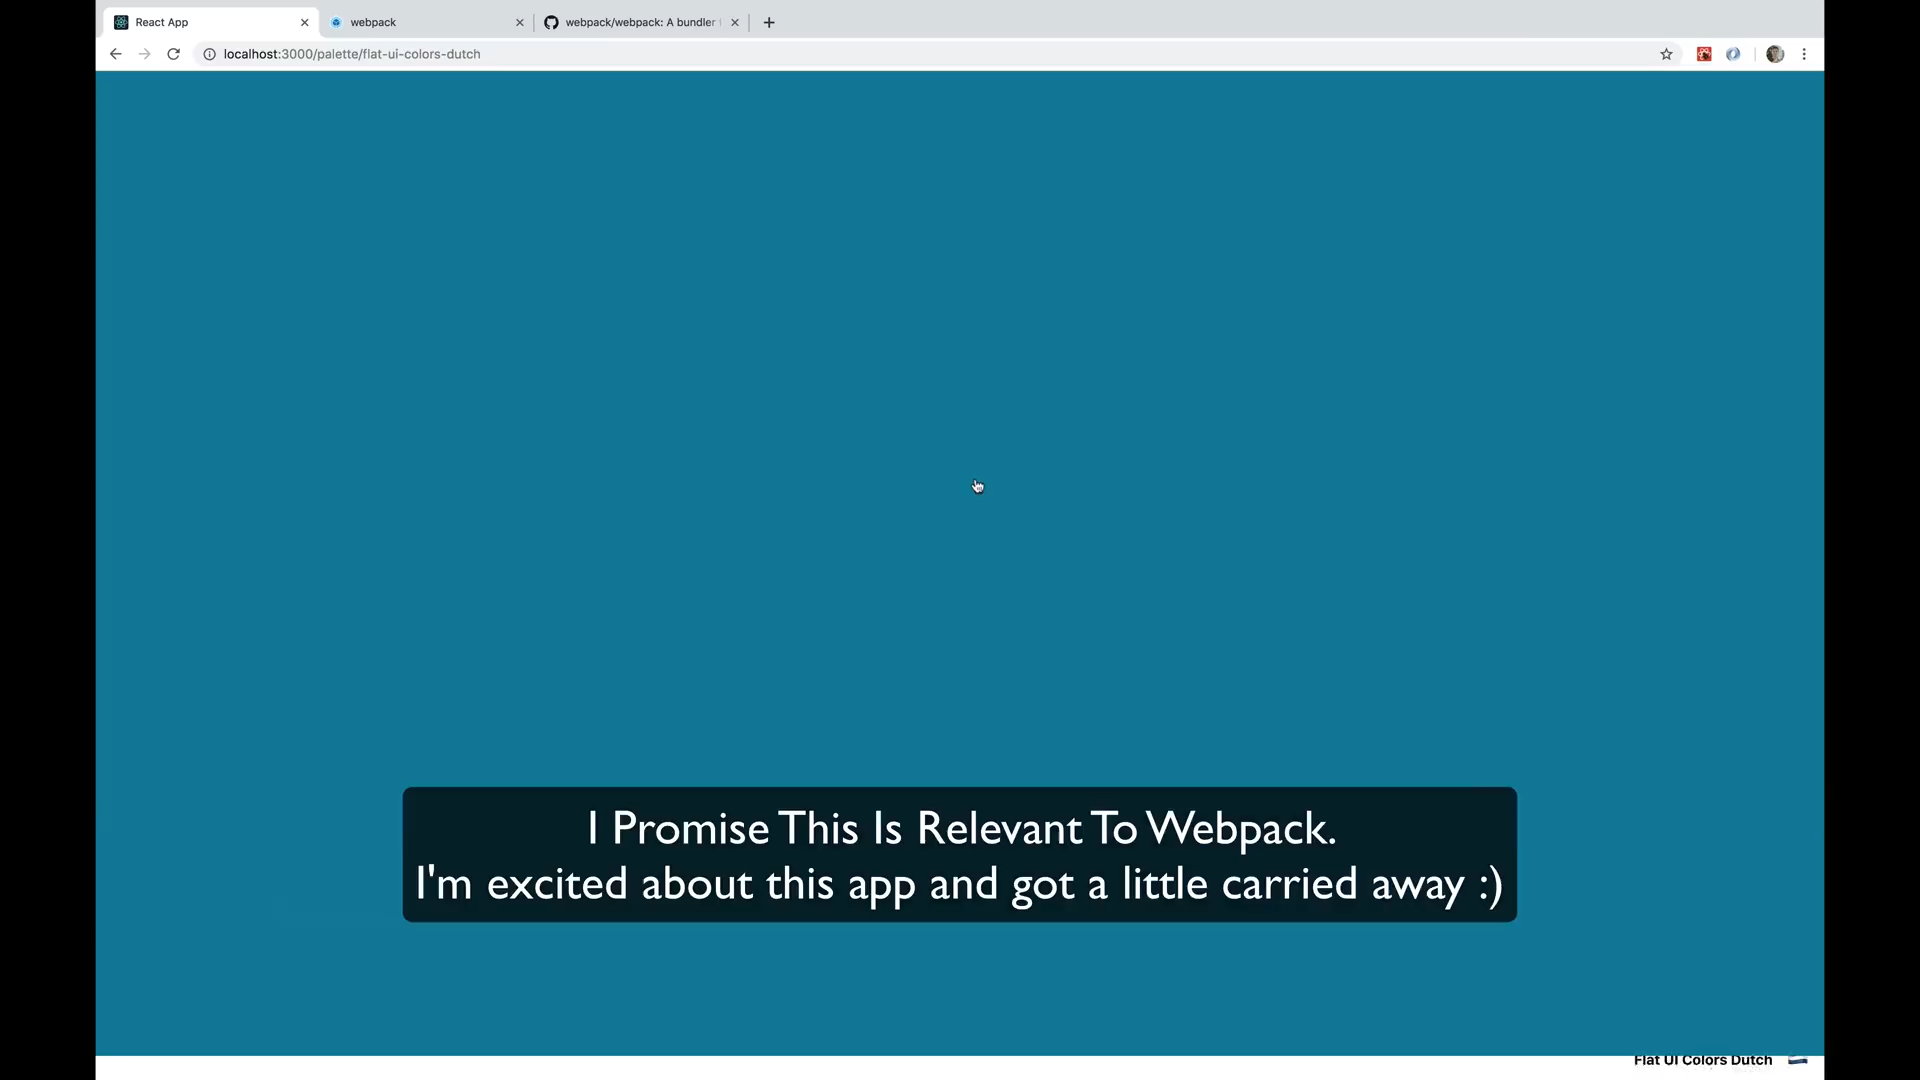 React App
webpack
webpack/webpack: A bundler
localhost:3000/palette/flat-ui-colors-dutch
I Promise This Is Relevant To Webpack.
I'm excited about this app and got a little carried away :)
Flat UI Colors Dutch